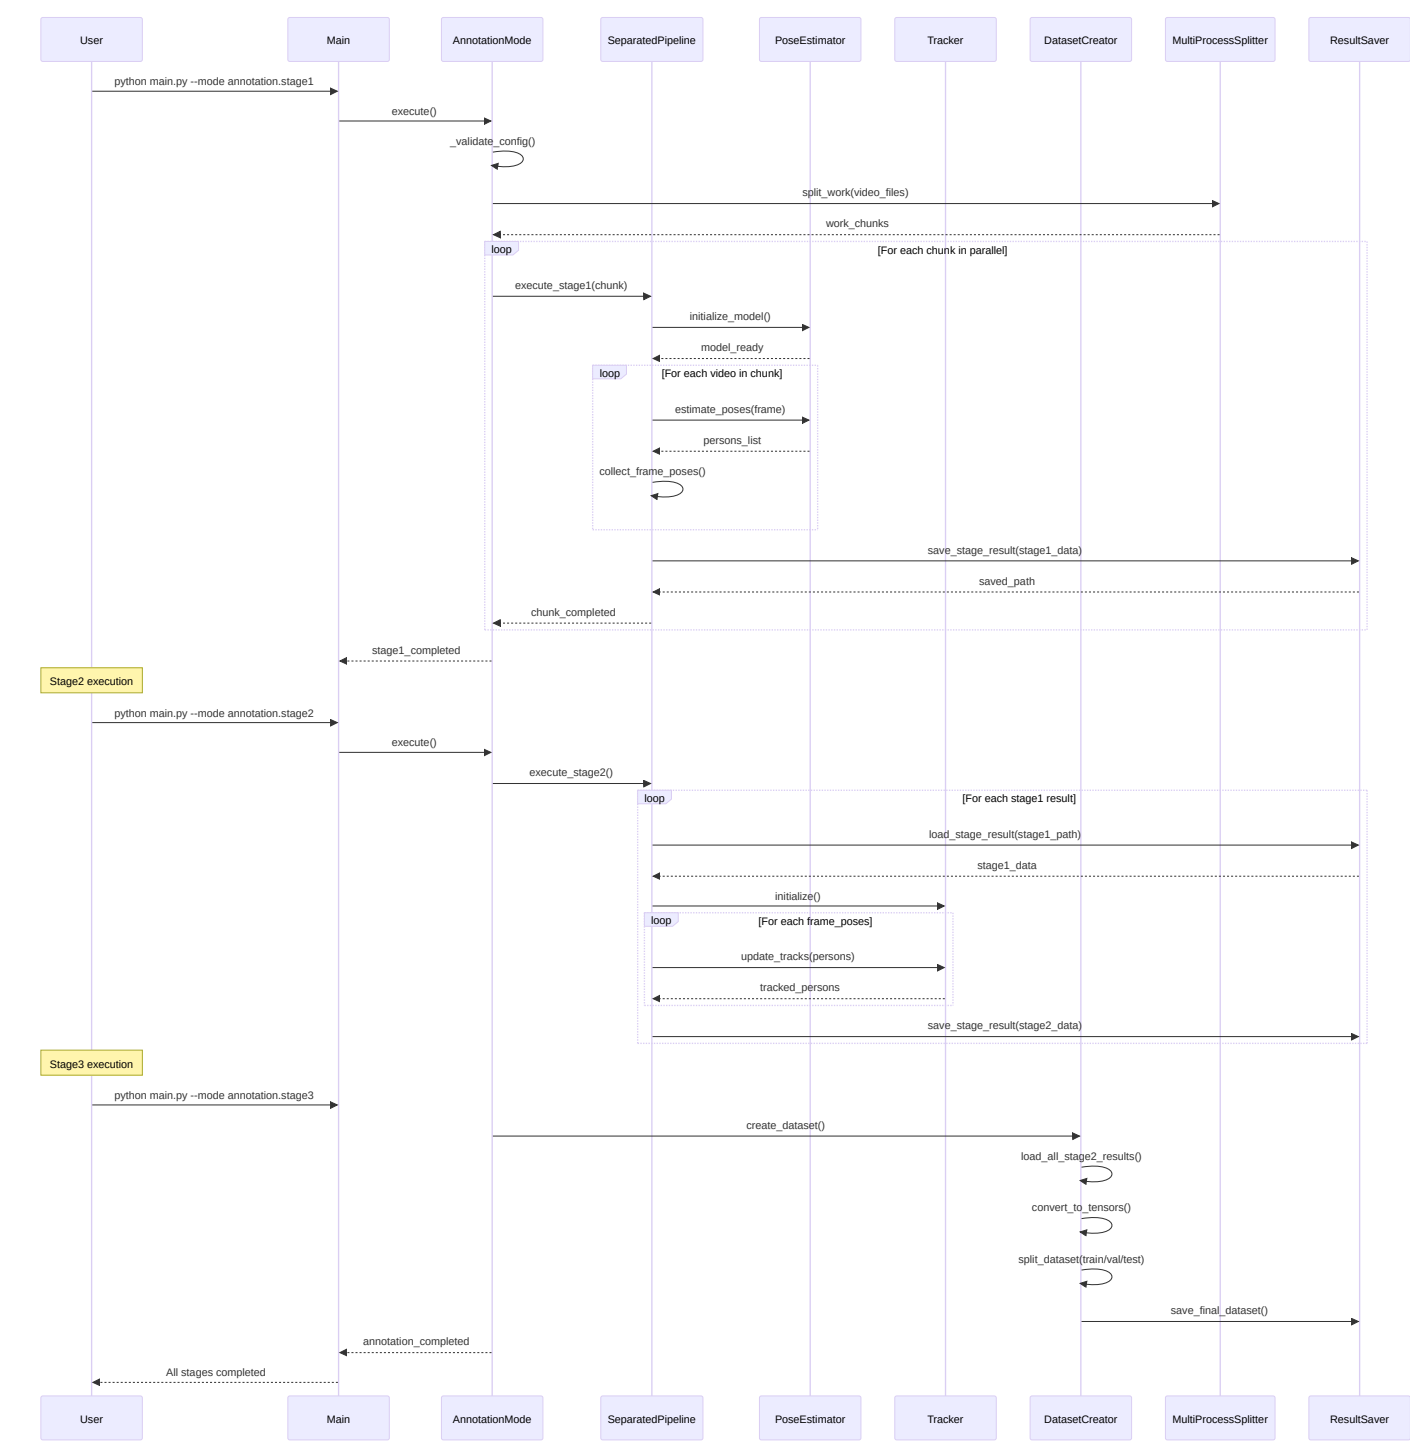 User
Main
AnnotationMode
SeparatedPipeline
PoseEstimator
Tracker
DatasetCreator
MultiProcessSplitter
ResultSaver
python main.py --mode annotation.stage1
execute()
_validate_config()
split_work(video_files)
work_chunks
loop
[For each chunk in parallel]
execute_stage1(chunk)
initialize_model()
model_ready
loop
[For each video in chunk]
estimate_poses(frame)
persons_list
collect_frame_poses()
save_stage_result(stage1_data)
saved_path
chunk_completed
stage1_completed
Stage2 execution
python main.py --mode annotation.stage2
execute()
execute_stage2()
loop
[For each stage1 result]
load_stage_result(stage1_path)
stage1_data
initialize()
loop
[For each frame_poses]
update_tracks(persons)
tracked_persons
save_stage_result(stage2_data)
Stage3 execution
python main.py --mode annotation.stage3
create_dataset()
load_all_stage2_results()
convert_to_tensors()
split_dataset(train/val/test)
save_final_dataset()
annotation_completed
All stages completed
User
Main
AnnotationMode
SeparatedPipeline
PoseEstimator
Tracker
DatasetCreator
MultiProcessSplitter
ResultSaver